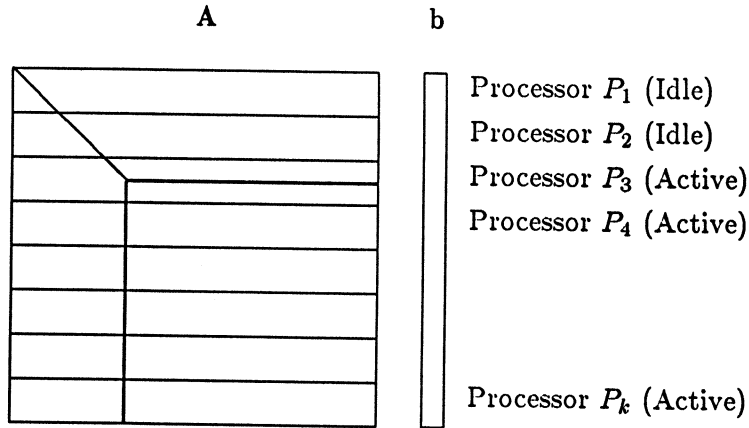 A b
Processor P₁ (Idle)
Processor P₂ (Idle)
Processor P₃ (Active)
Processor P₄ (Active)
Processor Pₖ (Active)